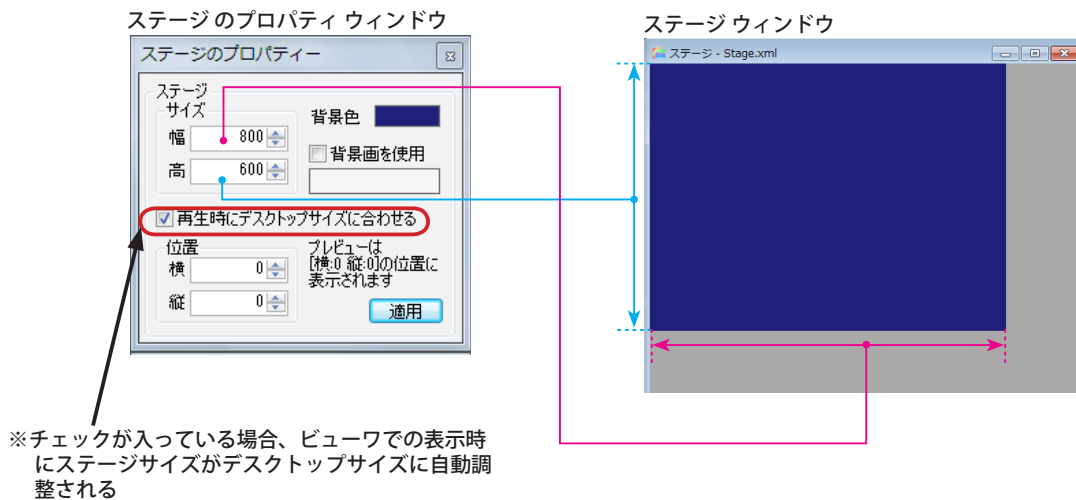 ステージ のプロパティ ウィンドウ
ステージのプロパティー
ステージ
サイズ
幅 800
高 600
背景色
背景画を使用
再生時にデスクトップサイズに合わせる
位置
横 0
縦 0
プレビューは
[横:0 縦:0]の位置に
表示されます
適用
※チェックが入っている場合、ビューワでの表示時
にステージサイズがデスクトップサイズに自動調
整される
ステージ ウィンドウ
ステージ - Stage.xml